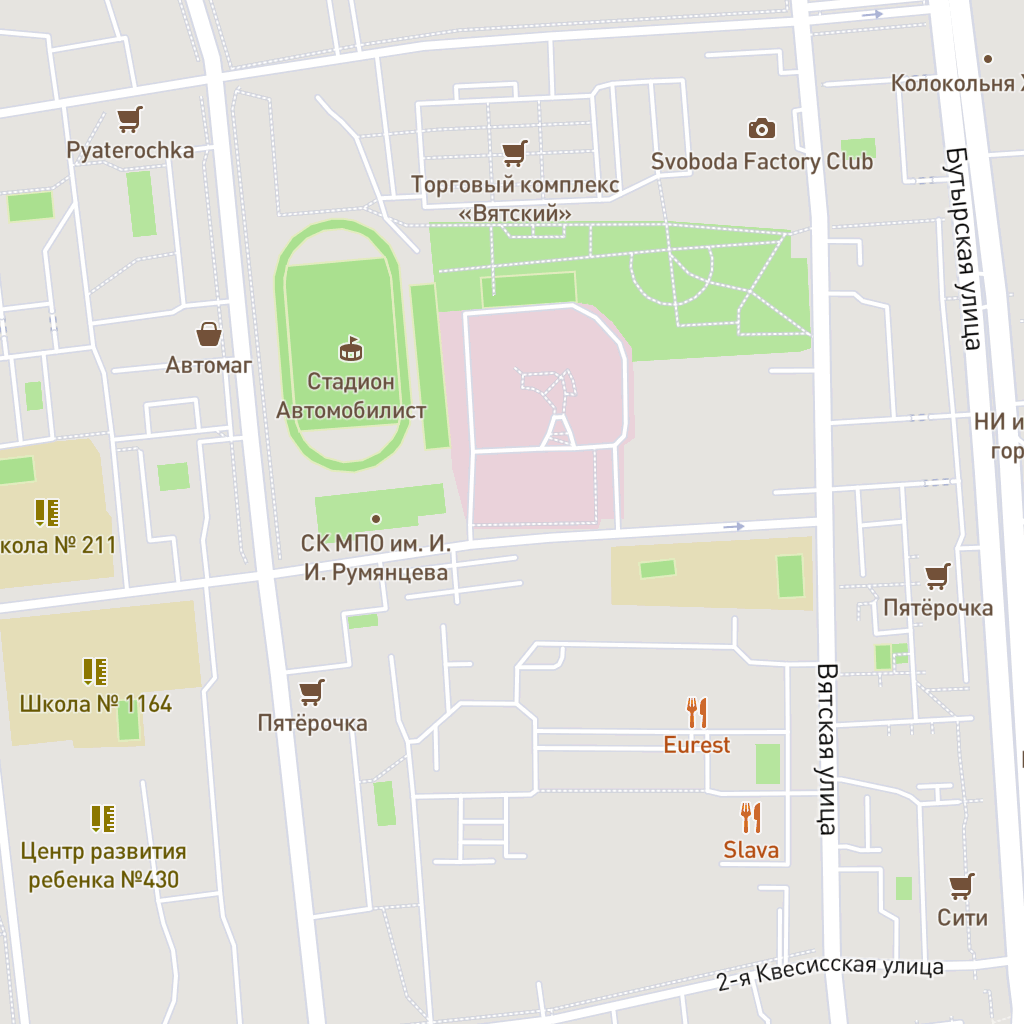 Колокольня
Pyaterochka
Svoboda Factory Club
Торговый комплекс
«Вятский»
Бутырская улица
Автомаг
Стадион
Автомобилист
НИ и
гор
кола № 211
СК МПО им. И.
И. Румянцева
Пятёрочка
Школа № 1164
Пятёрочка
Вятская улица
Eurest
Slava
Центр развития
ребенка №430
Сити
2-я Квесисская улица